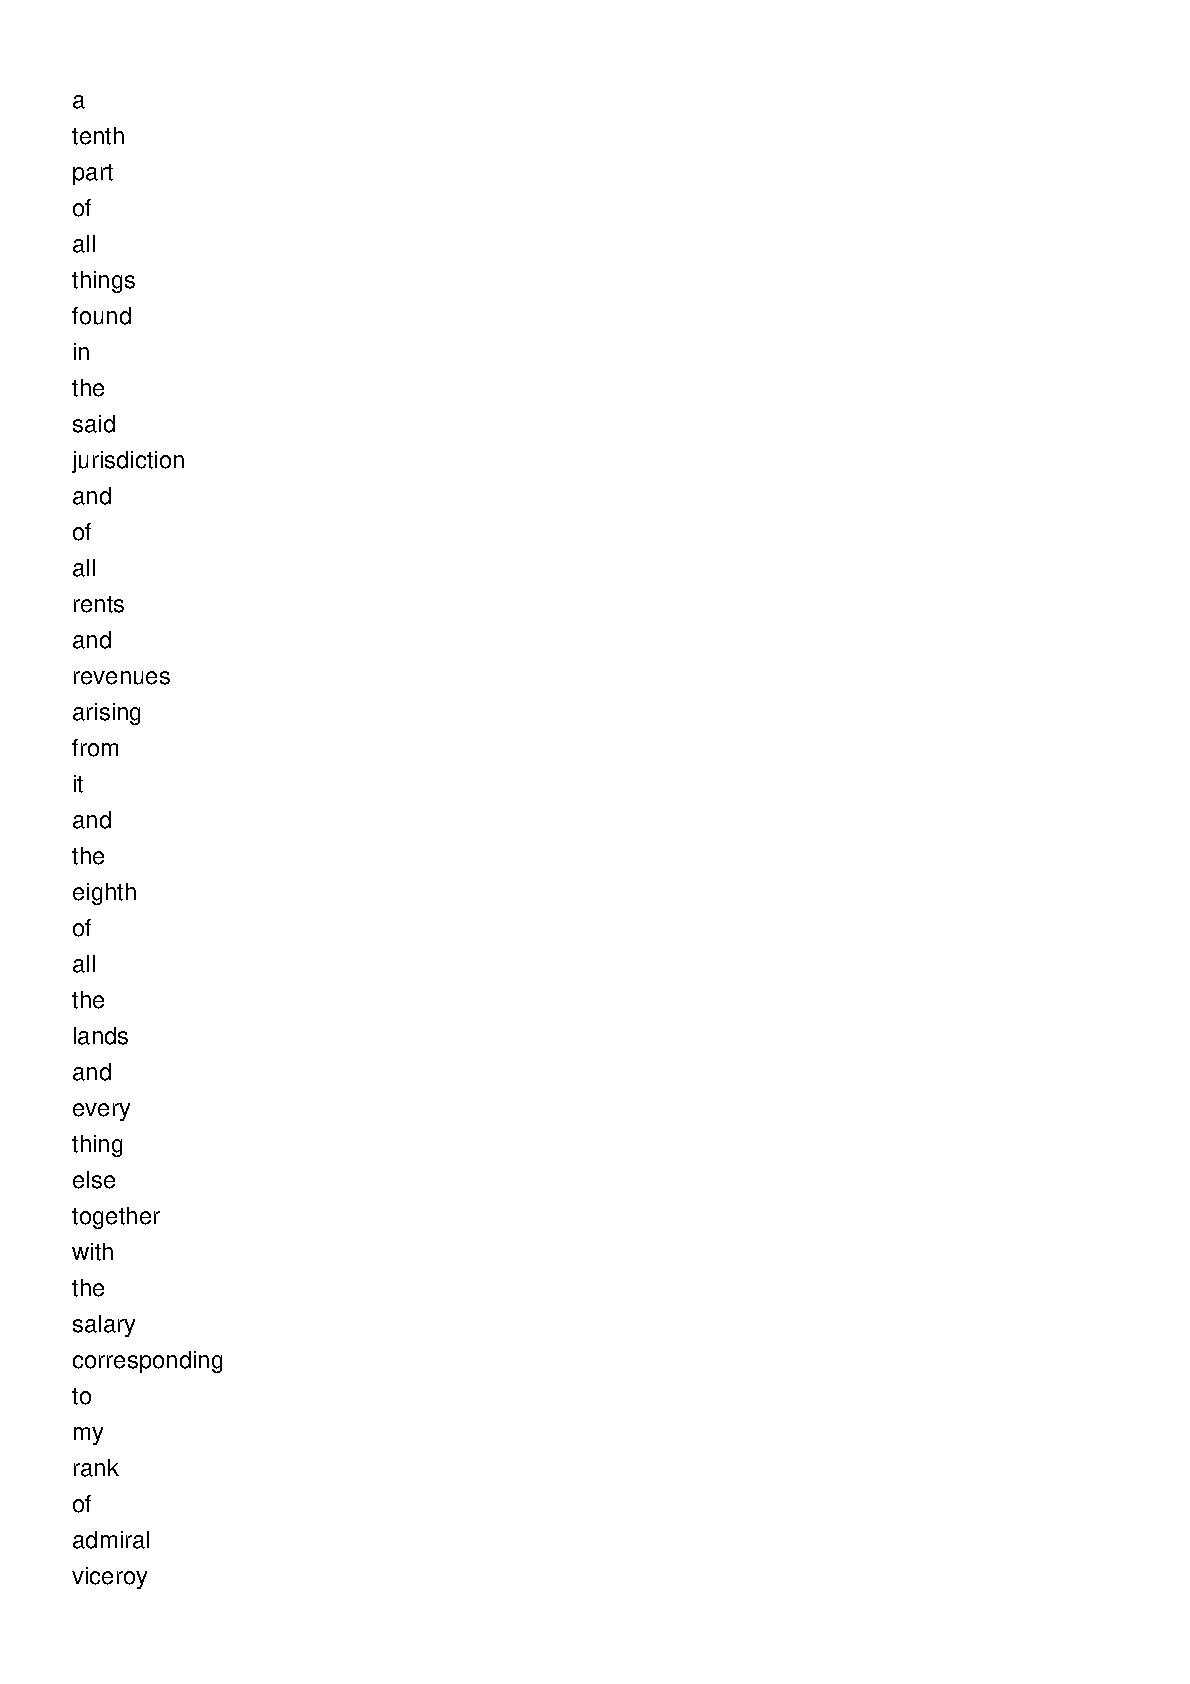 a
tenth
part
of
all
things
found
in
the
said
jurisdiction
and
of
all
rents
and
revenues
arising
from
it
and
the
eighth
of
all
the
lands
and
every
thing
else
together
with
the
salary
corresponding
to
my
rank
of
admiral
viceroy